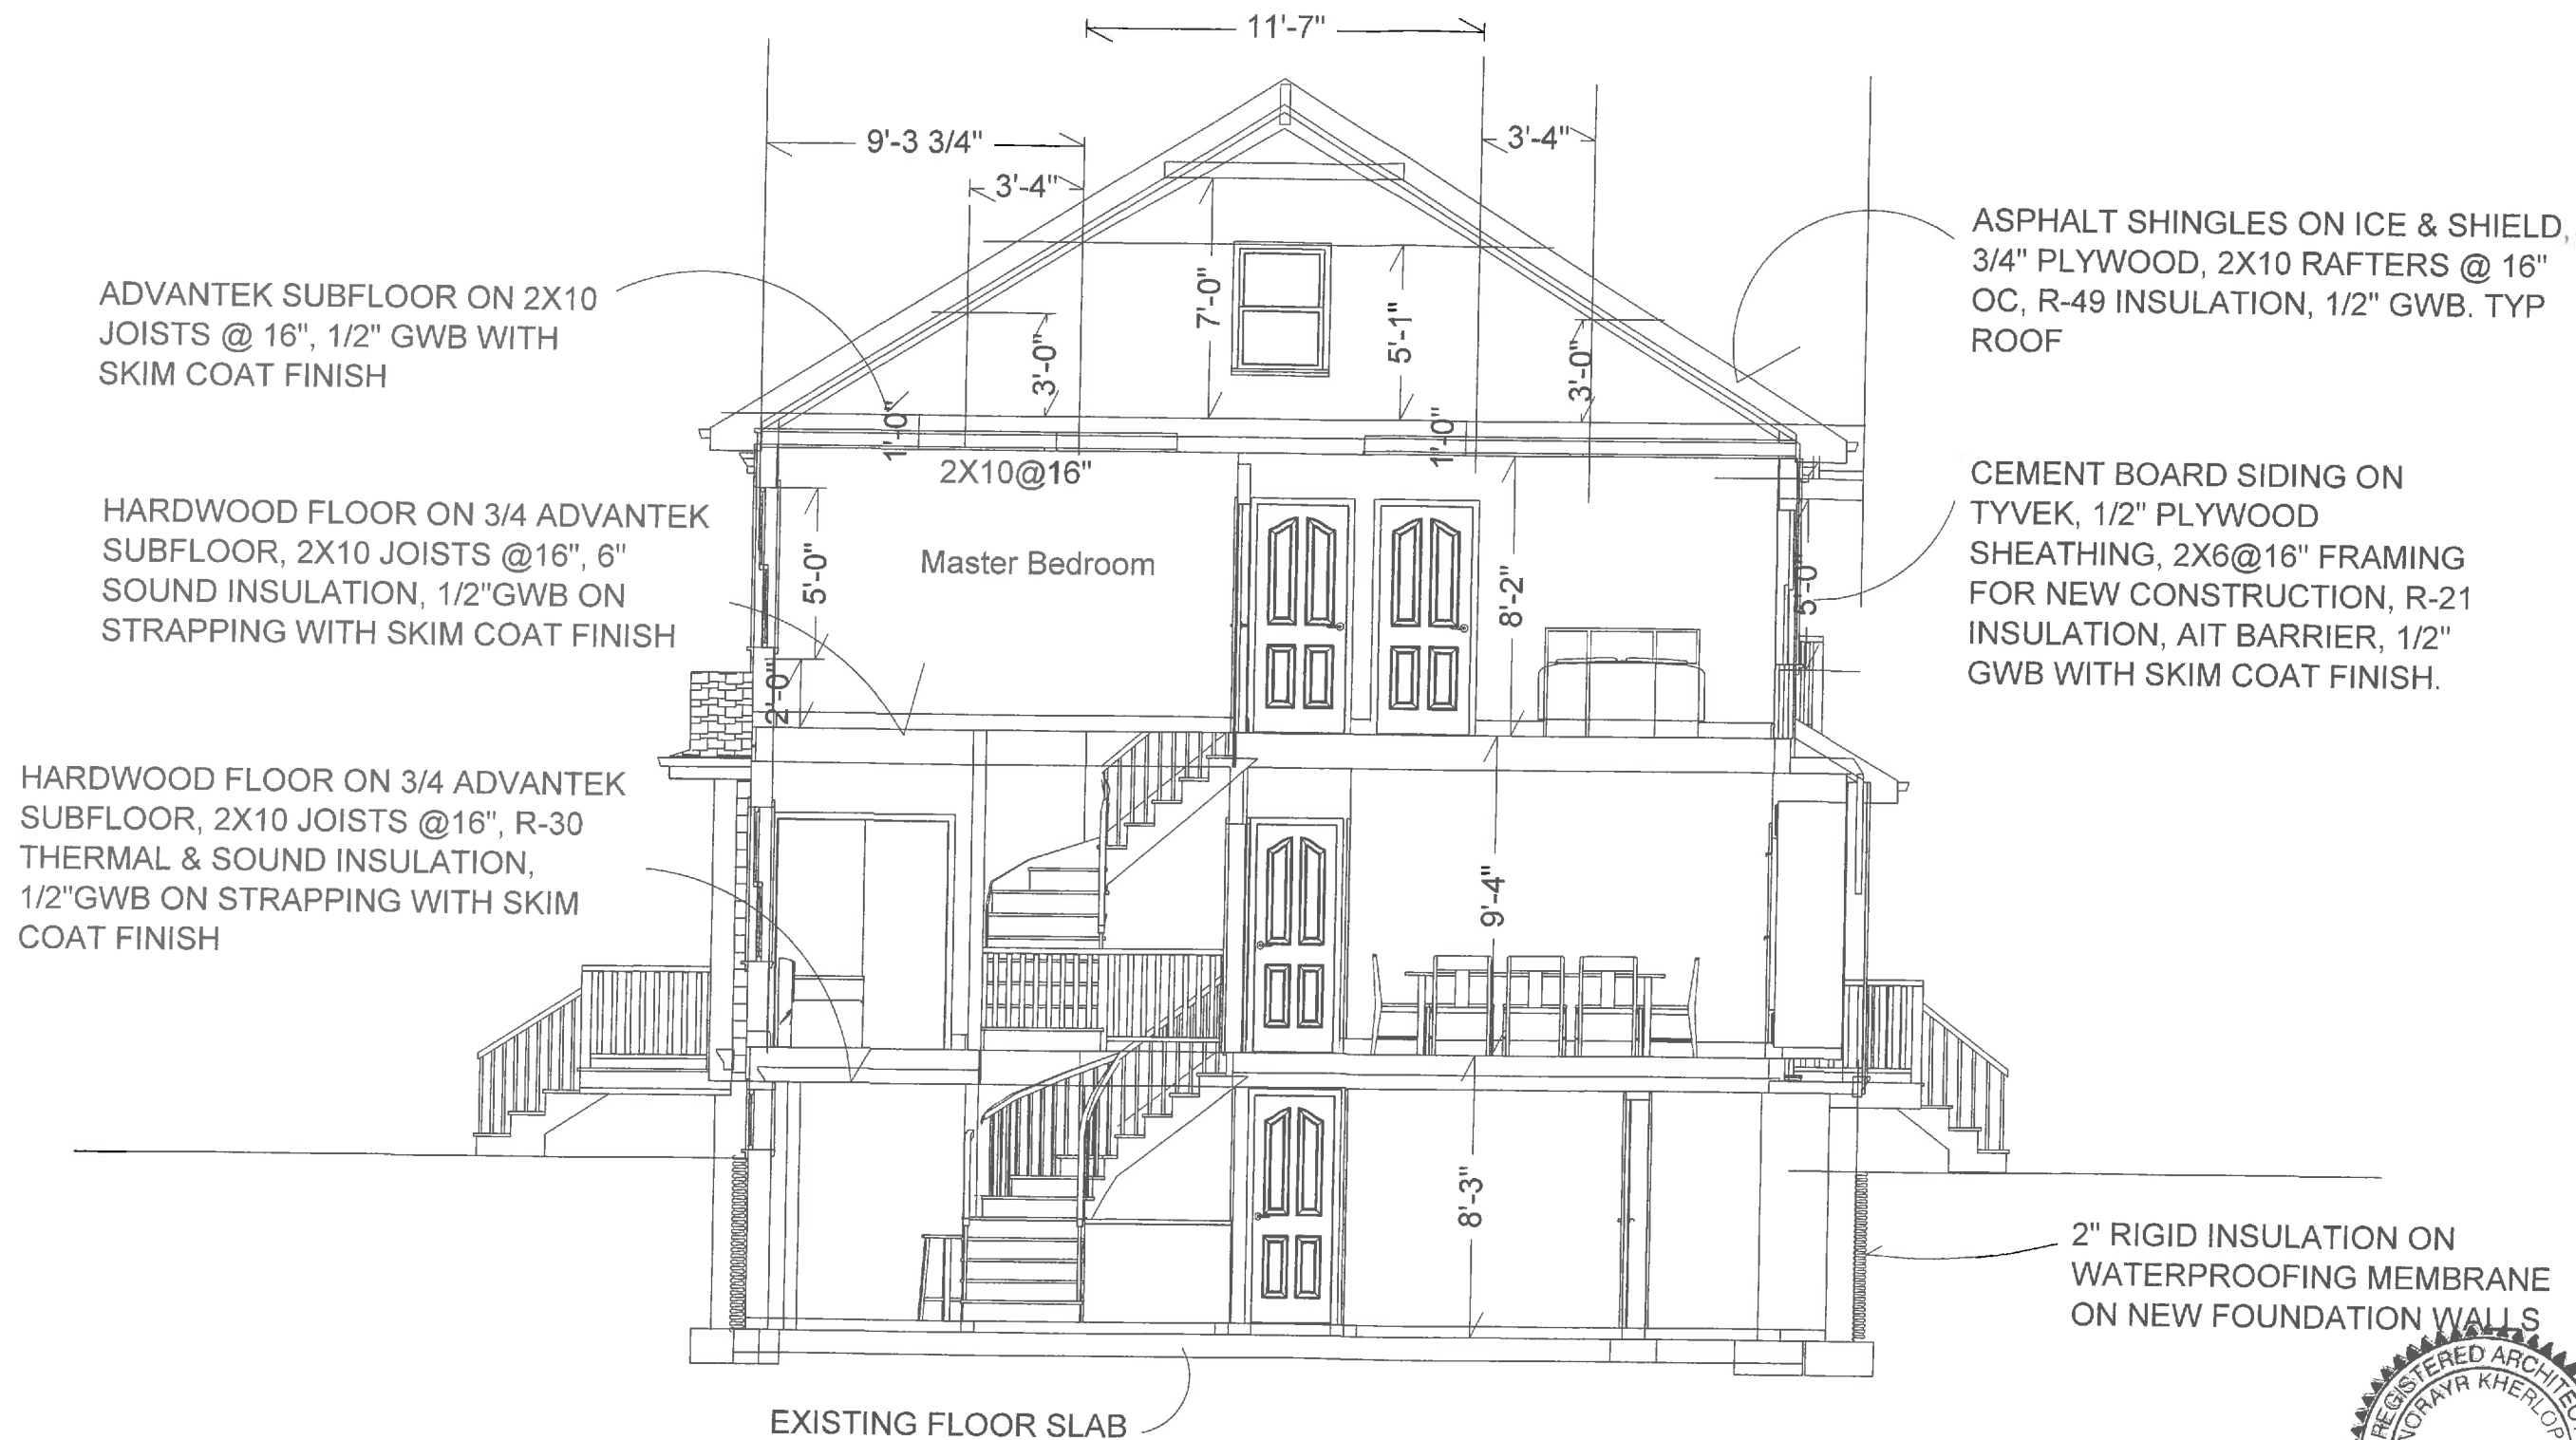 11'-7"
9'-3 3/4"
3'-4"
3'-4"
ASPHALT SHINGLES ON ICE & SHIELD,
3/4" PLYWOOD, 2X10 RAFTERS @ 16"
OC, R-49 INSULATION, 1/2" GWB. TYP
ROOF
ADVANTEK SUBFLOOR ON 2X10
JOISTS @ 16", 1/2" GWB WITH
SKIM COAT FINISH
7'-0"
5'-1"
3'-0"
3'-0"
1'-0"
1'-0"
2X10@16"
HARDWOOD FLOOR ON 3/4 ADVANTEK
SUBFLOOR, 2X10 JOISTS @16", 6"
SOUND INSULATION, 1/2"GWB ON
STRAPPING WITH SKIM COAT FINISH
5'-0"
Master Bedroom
8'-2"
5'-0"
2'-0"
CEMENT BOARD SIDING ON
TYVEK, 1/2" PLYWOOD
SHEATHING, 2X6@16" FRAMING
FOR NEW CONSTRUCTION, R-21
INSULATION, AIT BARRIER, 1/2"
GWB WITH SKIM COAT FINISH.
HARDWOOD FLOOR ON 3/4 ADVANTEK
SUBFLOOR, 2X10 JOISTS @16", R-30
THERMAL & SOUND INSULATION,
1/2"GWB ON STRAPPING WITH SKIM
COAT FINISH
9'-4"
8'-3"
2" RIGID INSULATION ON
WATERPROOFING MEMBRANE
ON NEW FOUNDATION WALLS
EXISTING FLOOR SLAB
REGISTERED ARCHITEC
NORAYR KHERLOP